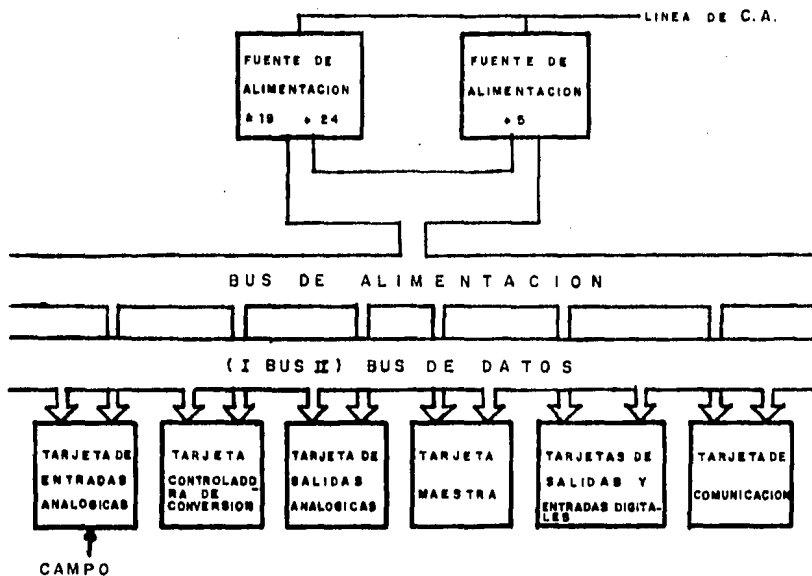 LINEA DE C.A.
FUENTE DE
ALIMENTACION
± 19 + 24
FUENTE DE
ALIMENTACION
+ 5
BUS DE ALIMENTACION
(I BUS II) BUS DE DATOS
TARJETA DE
ENTRADAS
ANALOGICAS
TARJETA
CONTROLADO
RA DE
CONVERSION
TARJETA DE
SALIDAS
ANALOGICAS
TARJETA
MAESTRA
TARJETAS DE
SALIDAS Y
ENTRADAS DIGITA-
LES
TARJETA DE
COMUNICACION
CAMPO